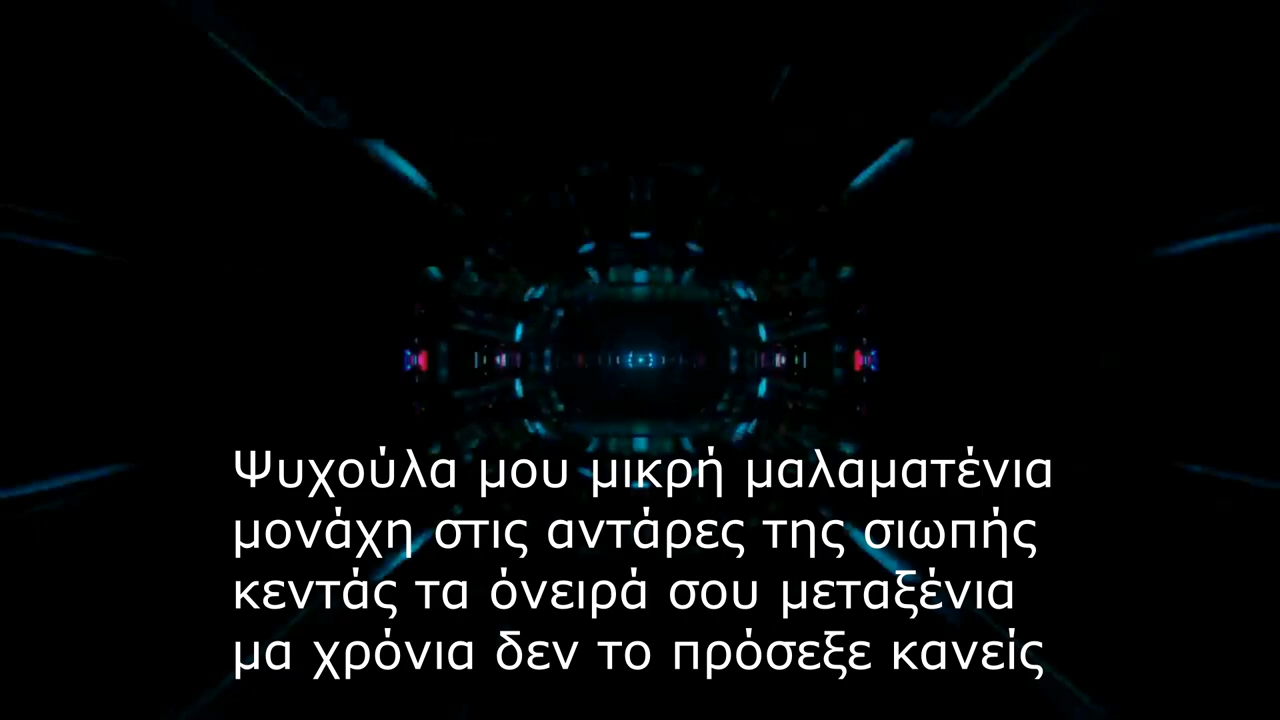 Ψυχούλα μου μικρή μαλαματένια
μονάχη στις αντάρες της σιωπής
κεντάς τα όνειρά σου μεταξένια
μα χρόνια δεν το πρόσεξε κανείς